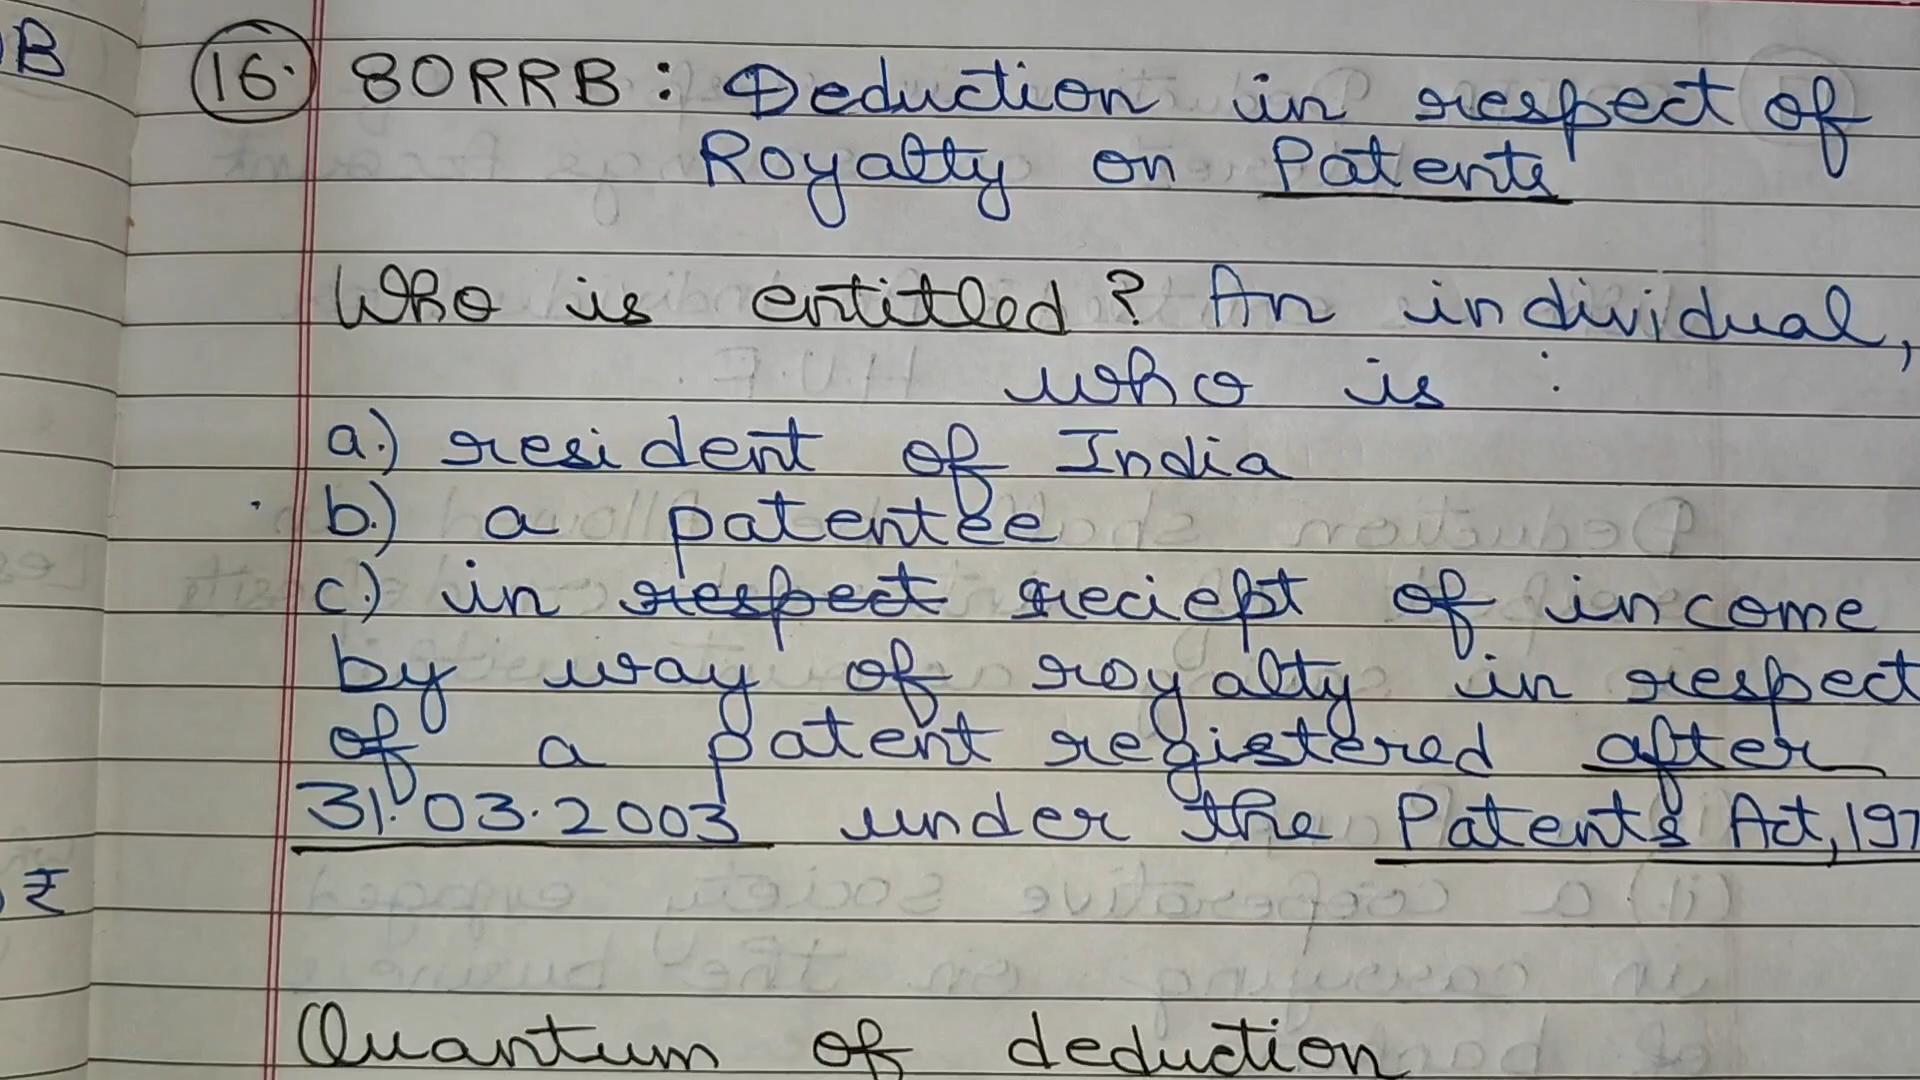 B
16. 80RRB: Deduction in respect of
Royalty on Patents
Who is entitled? An individual,
who is :
a.) resident of India
b.) a patentee
c.) in respect reciept of income
by way of royalty in respect
of a patent registered after
31.03.2003 under the Patents Act, 197
₹
Quantum of deduction